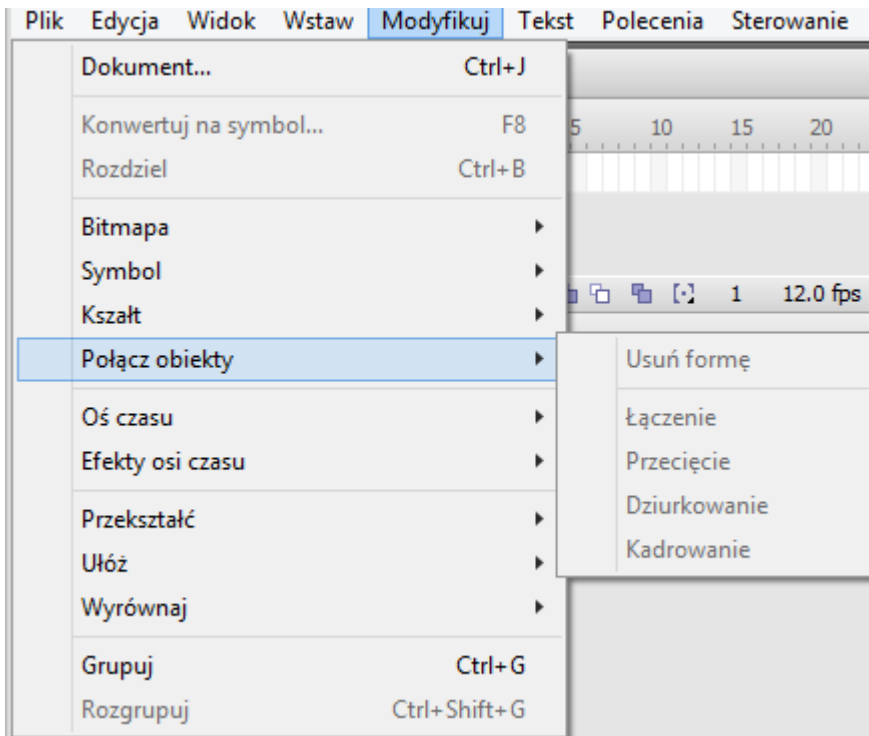 Plik Edycja Widok Wstaw Modyfikuj Tekst Polecenia Sterowanie
Dokument... Ctrl+J
Konwertuj na symbol... F8
Rozdziel Ctrl+B
Bitmapa
Symbol
Kszałt
Połącz obiekty
Oś czasu
Efekty osi czasu
Przekształć
Ułóż
Wyrównaj
Grupuj Ctrl+G
Rozgrupuj Ctrl+Shift+G
5 10 15 20
1 12.0 fps
Usuń formę
Łączenie
Przecięcie
Dziurkowanie
Kadrowanie